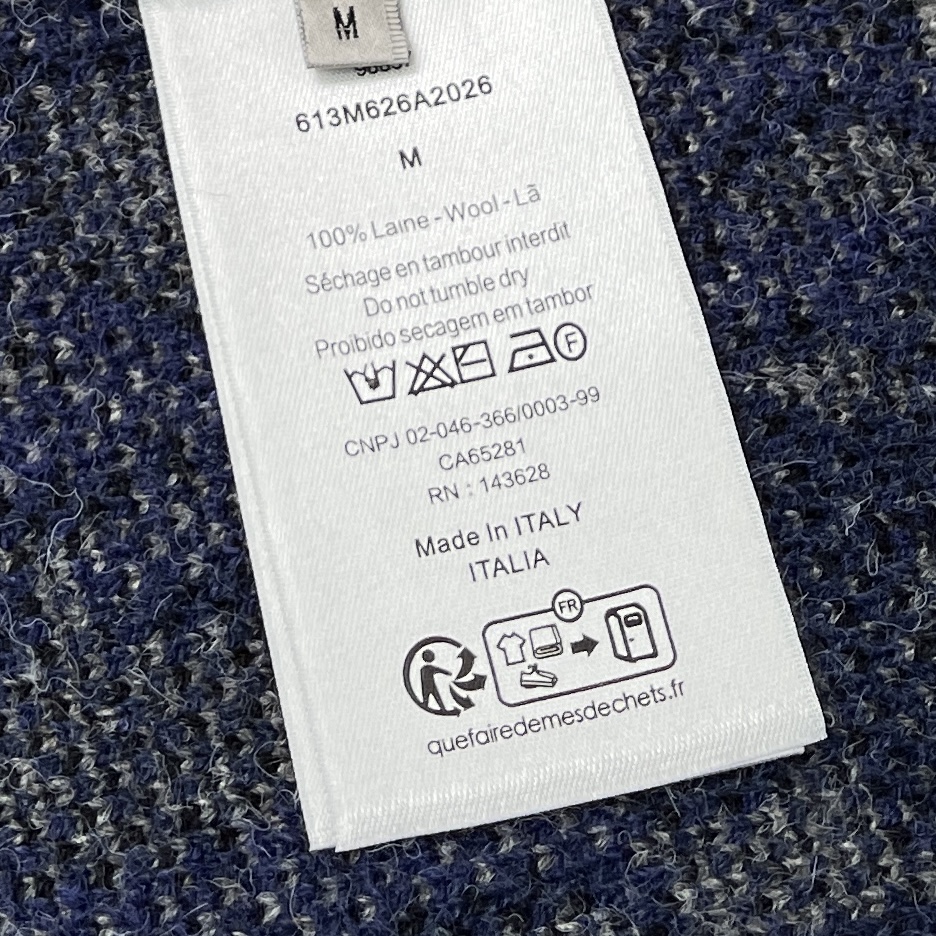 M
613M626A2026
M
100% Laine - Wool - Lã
Séchage en tambour interdit
Do not tumble dry
Proibido secagem em tambor
F
CNPJ 02-046-366/0003-99
CA65281
RN : 143628
Made In ITALY
ITALIA
FR
quefairedemesdechets.fr